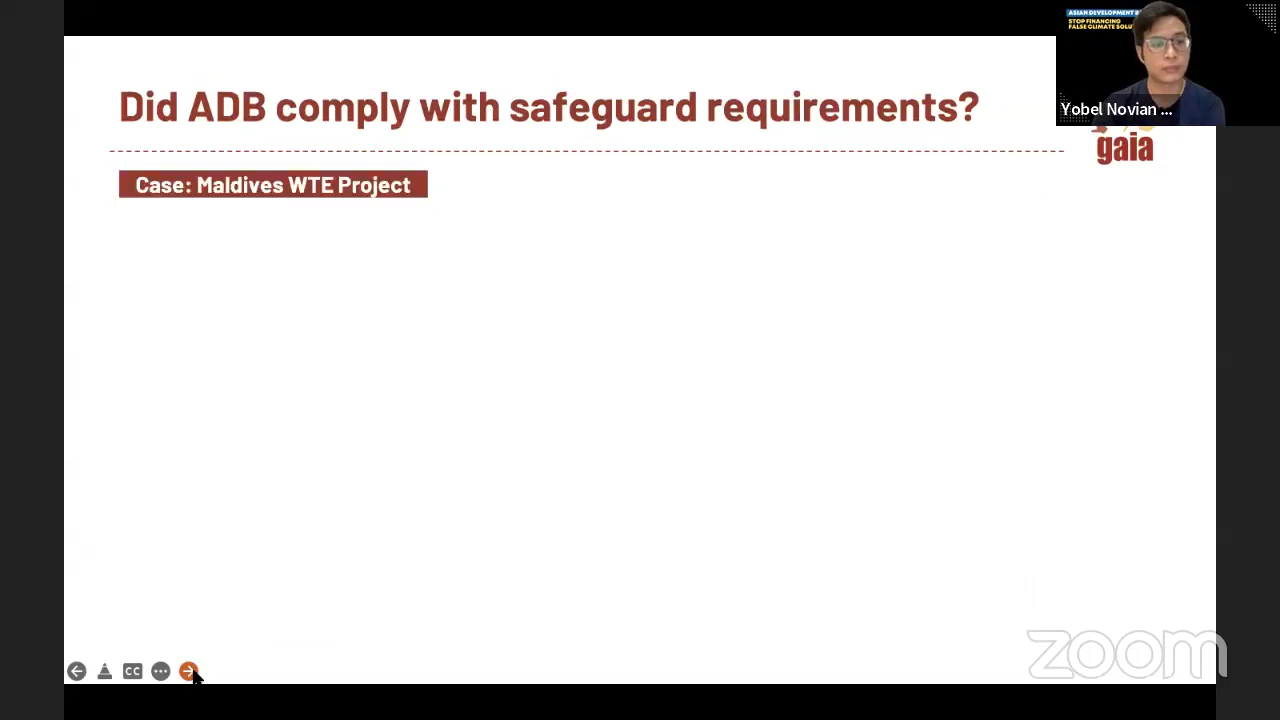 ASIAN DEVELOPMENT B
STOP FINANCING
FALSE CLIMATE SOLU
Did ADB comply with safeguard requirements?
Yobel Novian ...
gaia
Case: Maldives WTE Project
CC
zoom